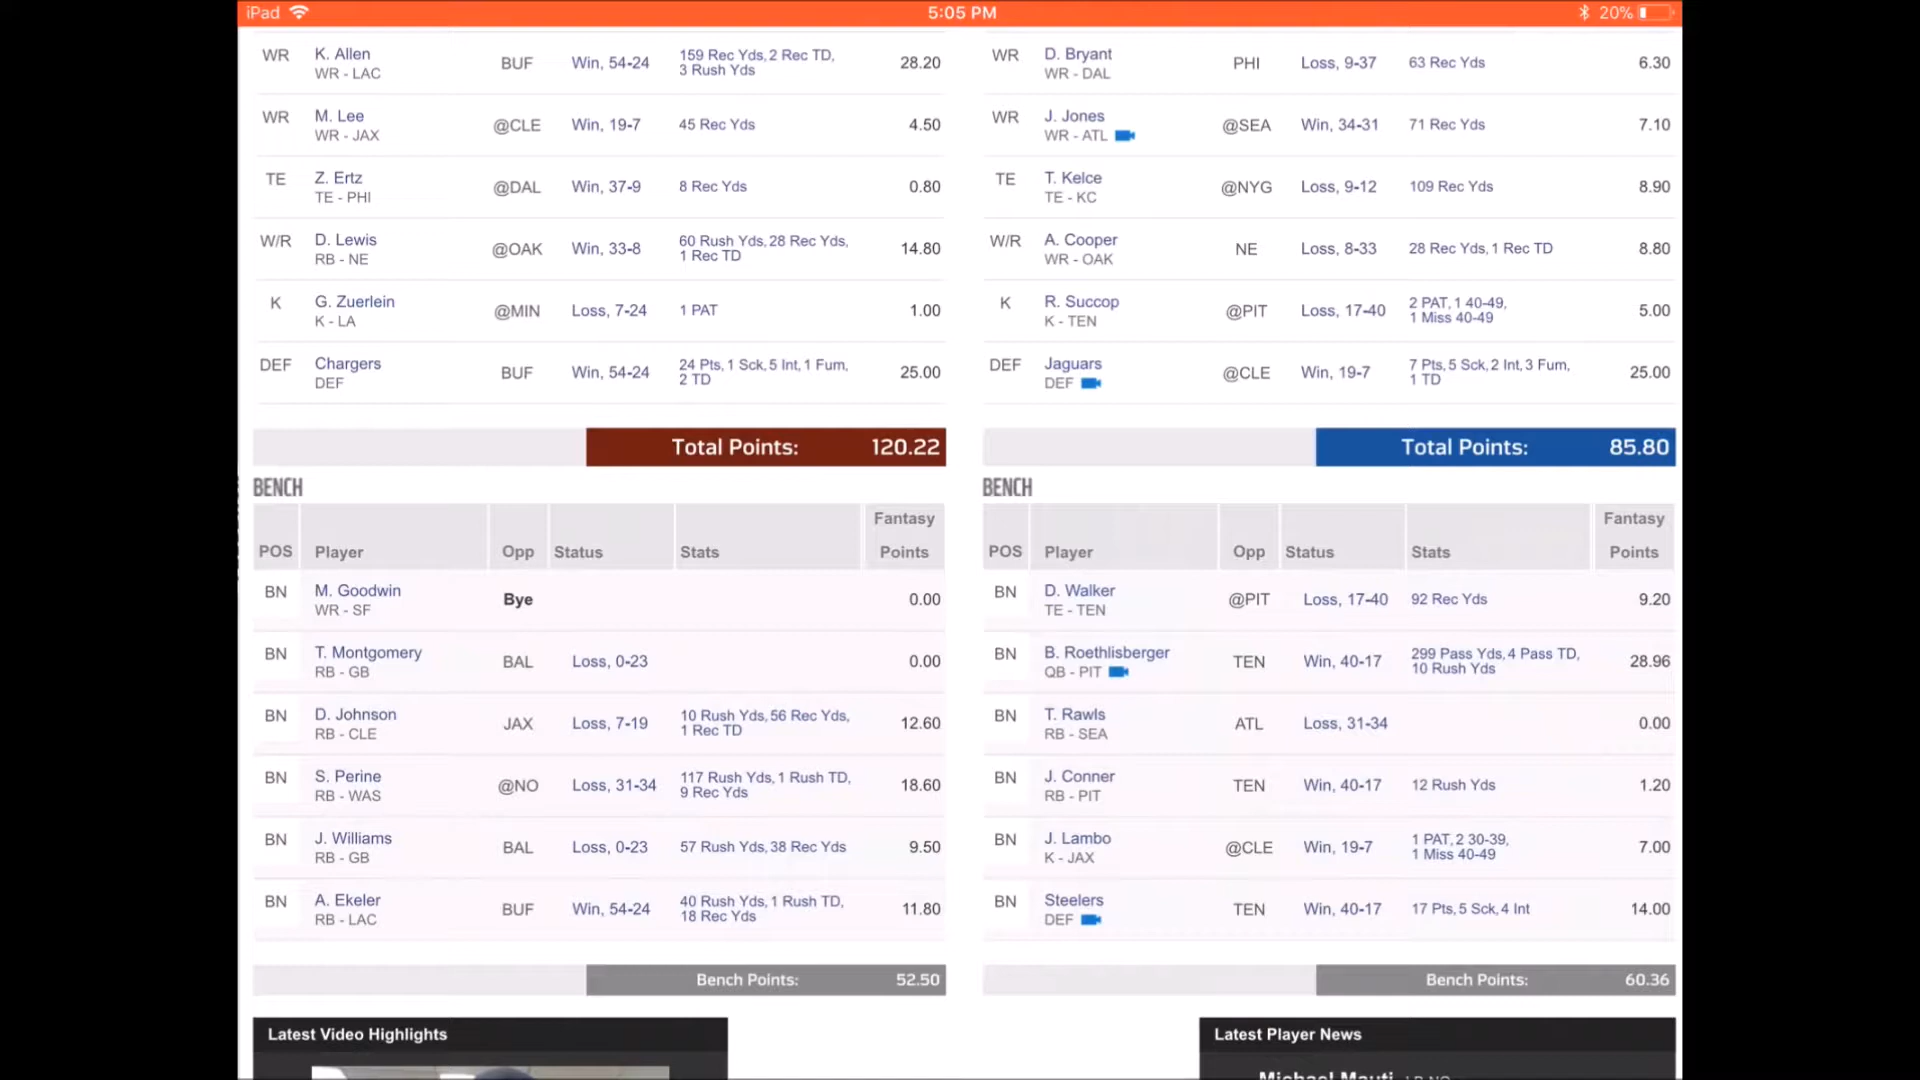 iPad 5:05 PM 20%
WR K. Allen BUF Win, 54-24 159 Rec Yds, 2 Rec TD, 28.20
WR - LAC 3 Rush Yds
WR M. Lee @CLE Win, 19-7 45 Rec Yds 4.50
WR - JAX
TE Z. Ertz @DAL Win, 37-9 8 Rec Yds 0.80
TE - PHI
W/R D. Lewis @OAK Win, 33-8 60 Rush Yds, 28 Rec Yds, 14.80
RB - NE 1 Rec TD
K G. Zuerlein @MIN Loss, 7-24 1 PAT 1.00
K - LA
DEF Chargers BUF Win, 54-24 24 Pts, 1 Sck, 5 Int, 1 Fum, 25.00
DEF 2 TD
Total Points: 120.22
BENCH
Fantasy
POS Player Opp Status Stats Points
BN M. Goodwin Bye 0.00
WR - SF
BN T. Montgomery BAL Loss, 0-23 0.00
RB - GB
BN D. Johnson JAX Loss, 7-19 10 Rush Yds, 56 Rec Yds, 12.60
RB - CLE 1 Rec TD
BN S. Perine @NO Loss, 31-34 117 Rush Yds, 1 Rush TD, 18.60
RB - WAS 9 Rec Yds
BN J. Williams BAL Loss, 0-23 57 Rush Yds, 38 Rec Yds 9.50
RB - GB
BN A. Ekeler BUF Win, 54-24 40 Rush Yds, 1 Rush TD, 11.80
RB - LAC 18 Rec Yds
Bench Points: 52.50
Latest Video Highlights
WR D. Bryant PHI Loss, 9-37 63 Rec Yds 6.30
WR - DAL
WR J. Jones @SEA Win, 34-31 71 Rec Yds 7.10
WR - ATL
TE T. Kelce @NYG Loss, 9-12 109 Rec Yds 8.90
TE - KC
W/R A. Cooper NE Loss, 8-33 28 Rec Yds, 1 Rec TD 8.80
WR - OAK
K R. Succop @PIT Loss, 17-40 2 PAT, 1 40-49, 5.00
K - TEN 1 Miss 40-49
DEF Jaguars @CLE Win, 19-7 7 Pts, 5 Sck, 2 Int, 3 Fum, 25.00
DEF 1 TD
Total Points: 85.80
BENCH
Fantasy
POS Player Opp Status Stats Points
BN D. Walker @PIT Loss, 17-40 92 Rec Yds 9.20
TE - TEN
BN B. Roethlisberger TEN Win, 40-17 299 Pass Yds, 4 Pass TD, 28.96
QB - PIT 10 Rush Yds
BN T. Rawls ATL Loss, 31-34 0.00
RB - SEA
BN J. Conner TEN Win, 40-17 12 Rush Yds 1.20
RB - PIT
BN J. Lambo @CLE Win, 19-7 1 PAT, 2 30-39, 7.00
K - JAX 1 Miss 40-49
BN Steelers TEN Win, 40-17 17 Pts, 5 Sck, 4 Int 14.00
DEF
Bench Points: 60.36
Latest Player News
Michael Mauti LB NO